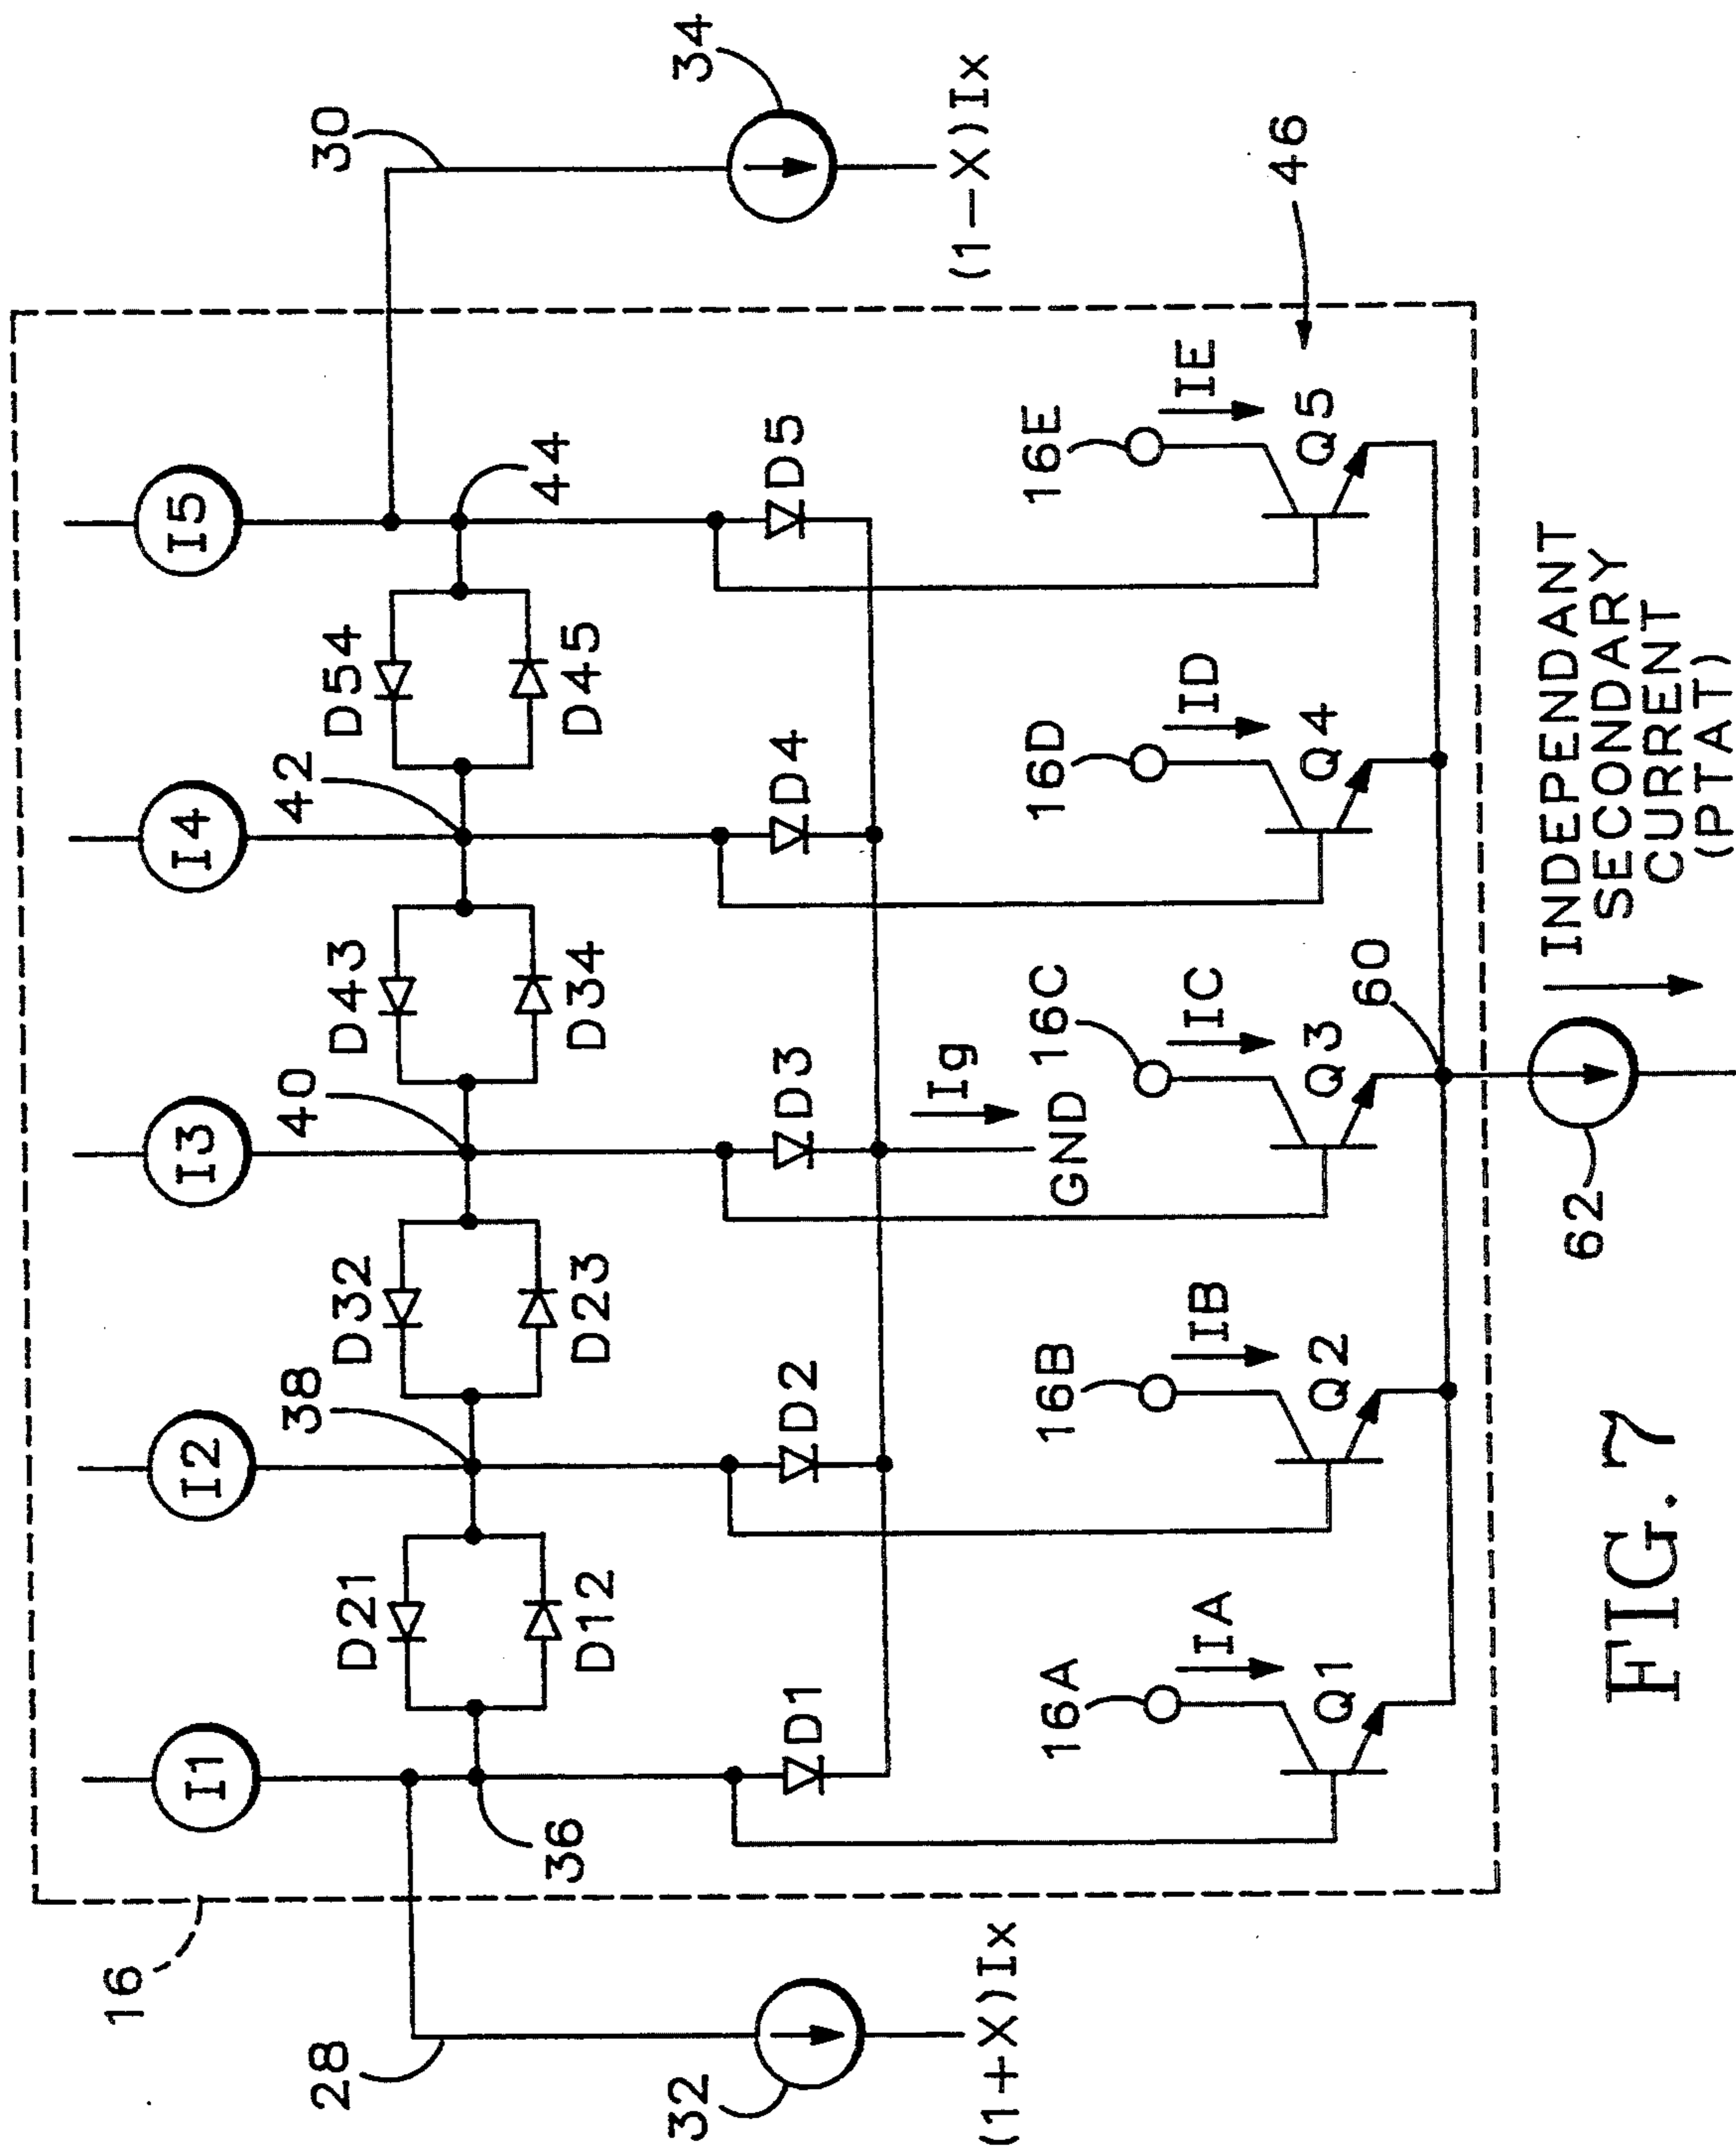 16
I1
I2
I3
I4
I5
28
30
32
34
(1+X)Ix
(1−X)Ix
36
38
40
42
44
D21
D32
D43
D54
D12
D23
D34
D45
D1
D2
D3
D4
D5
Ig
GND
16A
16B
16C
16D
16E
IA
IB
IC
ID
IE
46
Q1
Q2
Q3
Q4
Q5
60
62
INDEPENDANT
SECONDARY
CURRENT
(PTAT)
FIG. 7